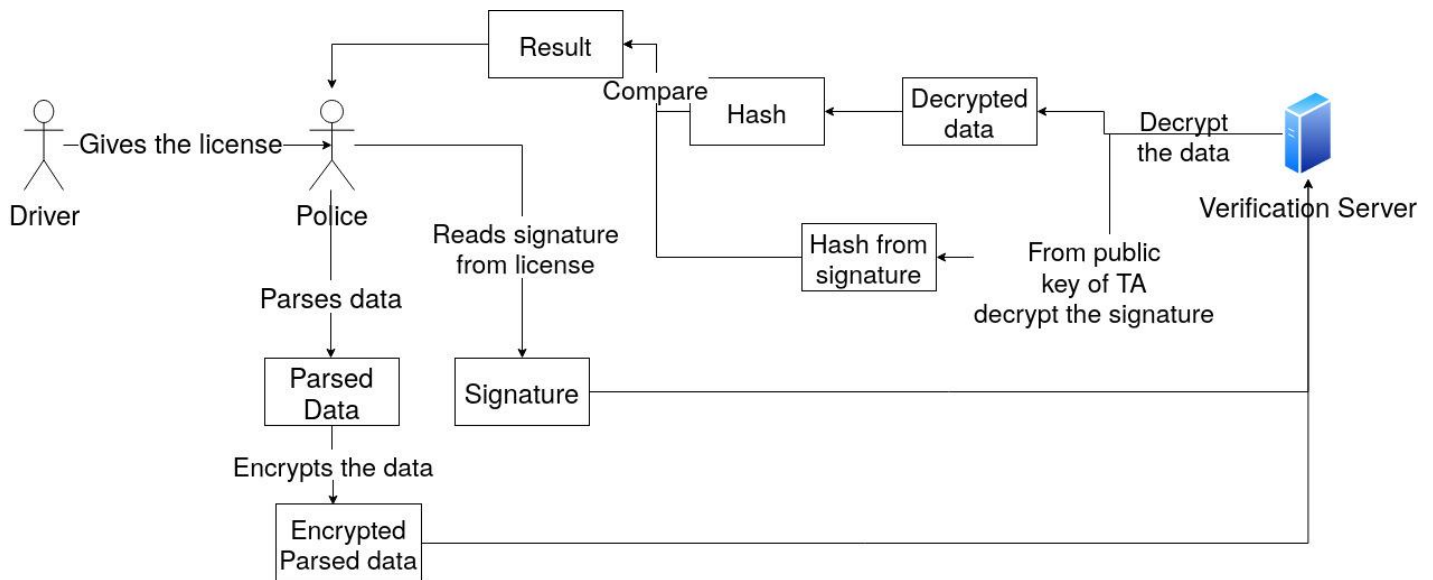 Result
Compare
Hash
Decrypted
data
Decrypt
the data
Gives the license
Driver
Police
Verification Server
Reads signature
from license
Hash from
signature
From public
key of TA
decrypt the signature
Parses data
Parsed
Data
Signature
Encrypts the data
Encrypted
Parsed data